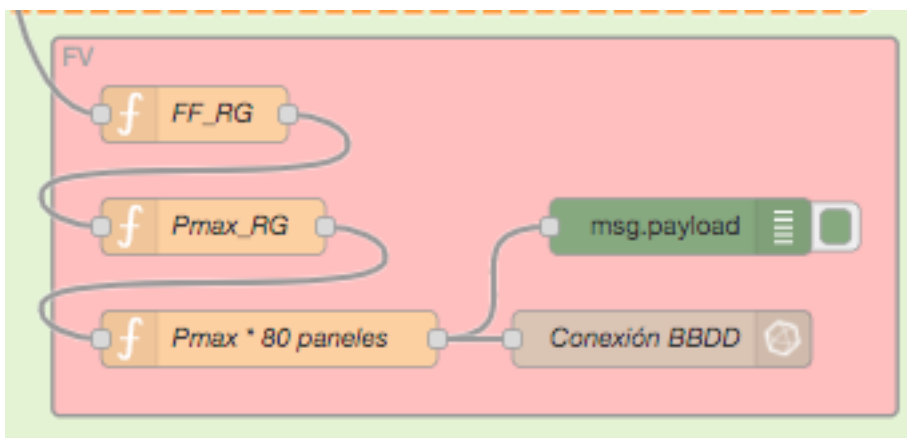 FV
FF_RG
Pmax_RG
msg.payload
Pmax * 80 paneles
Conexión BBDD